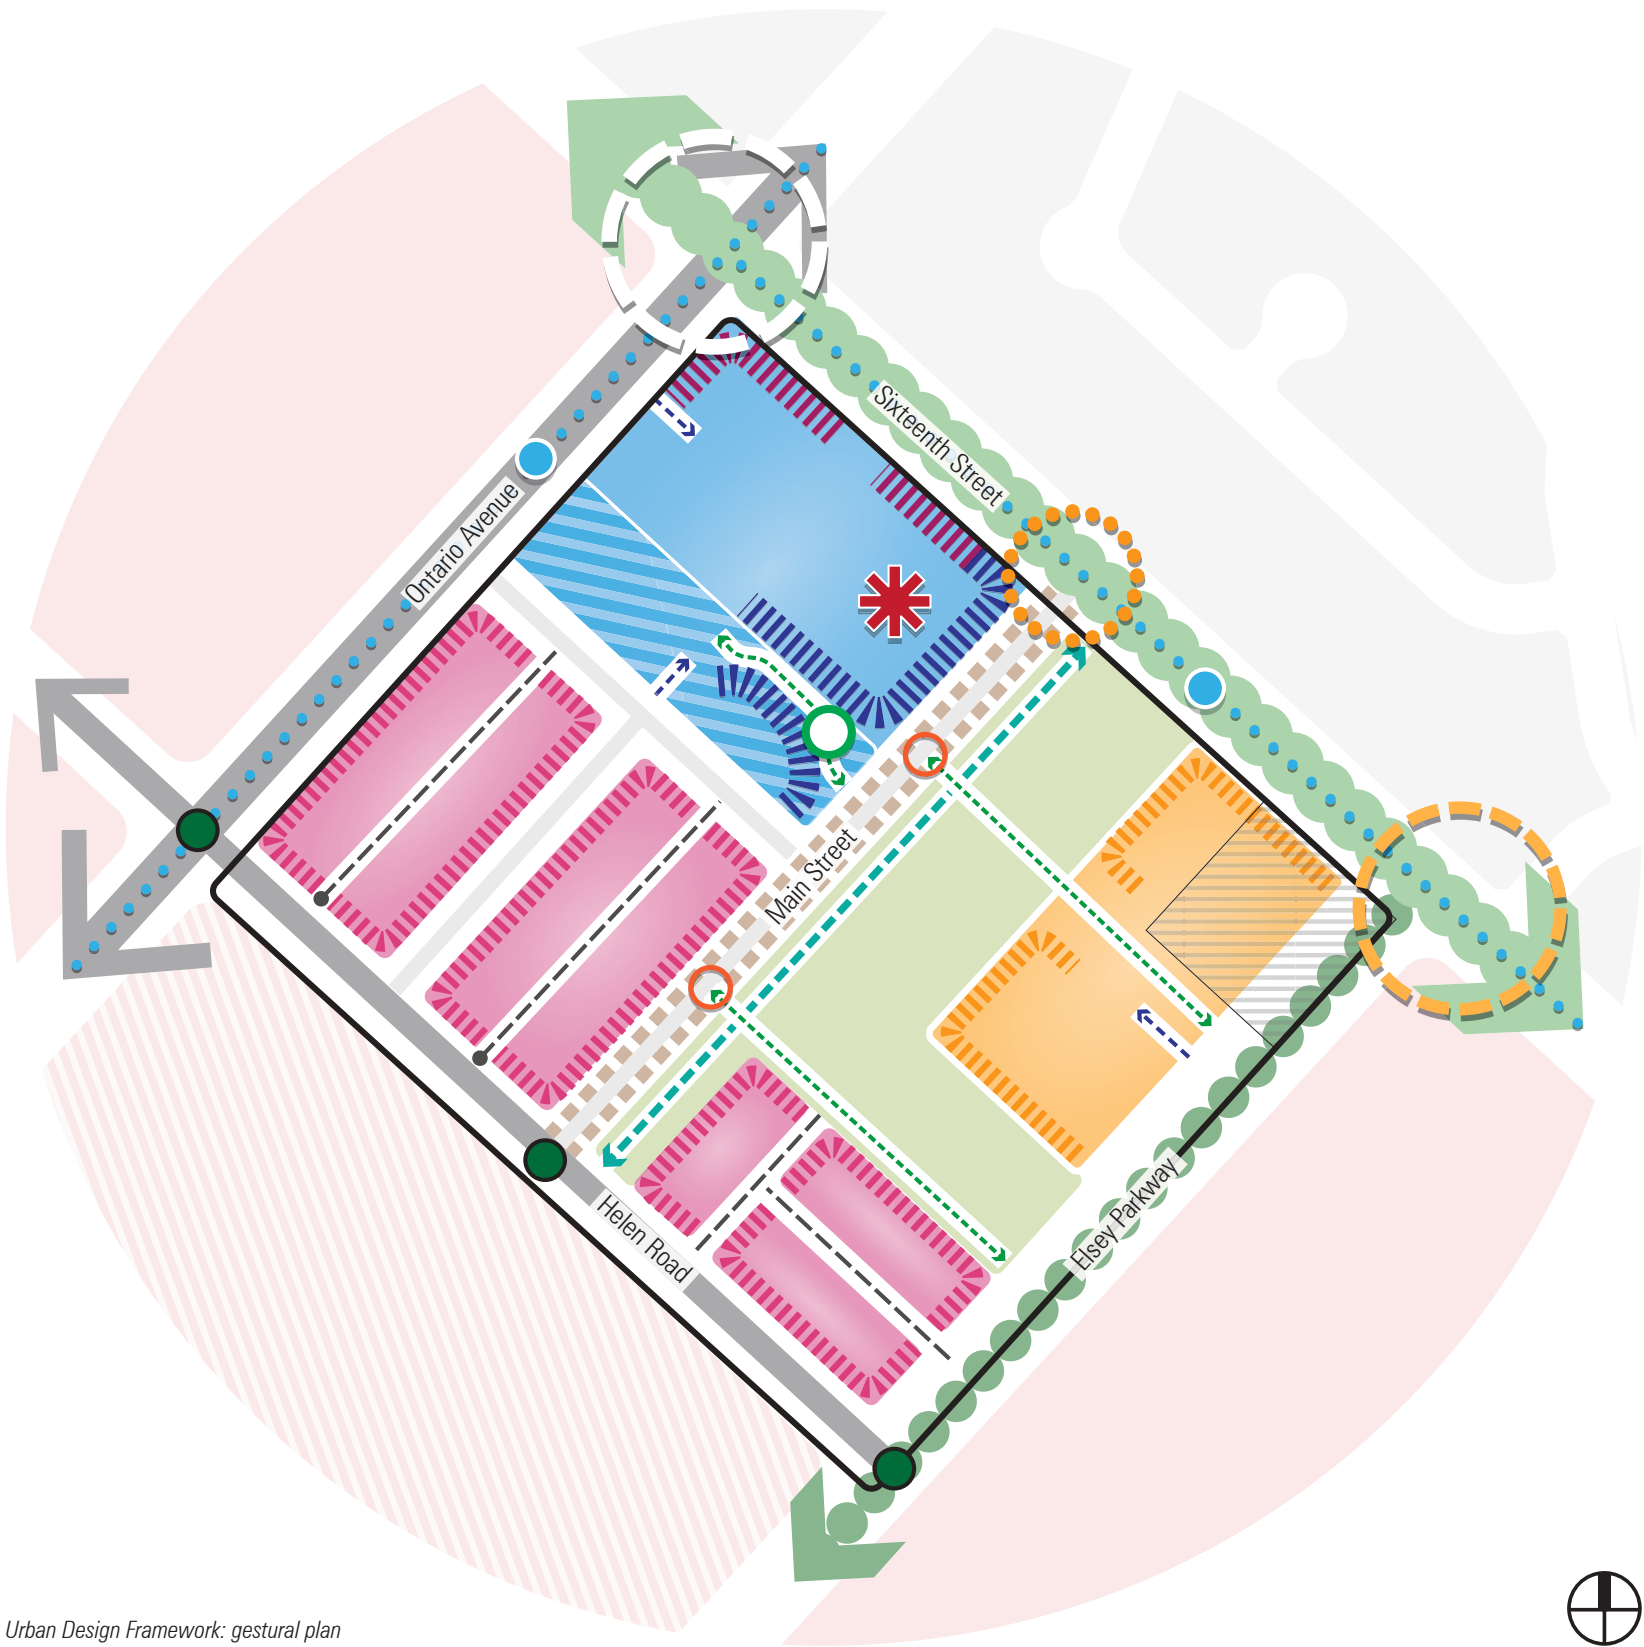 Sixteenth Street
Ontario Avenue
Main Street
Elsey Parkway
Helen Road
Urban Design Framework: gestural plan